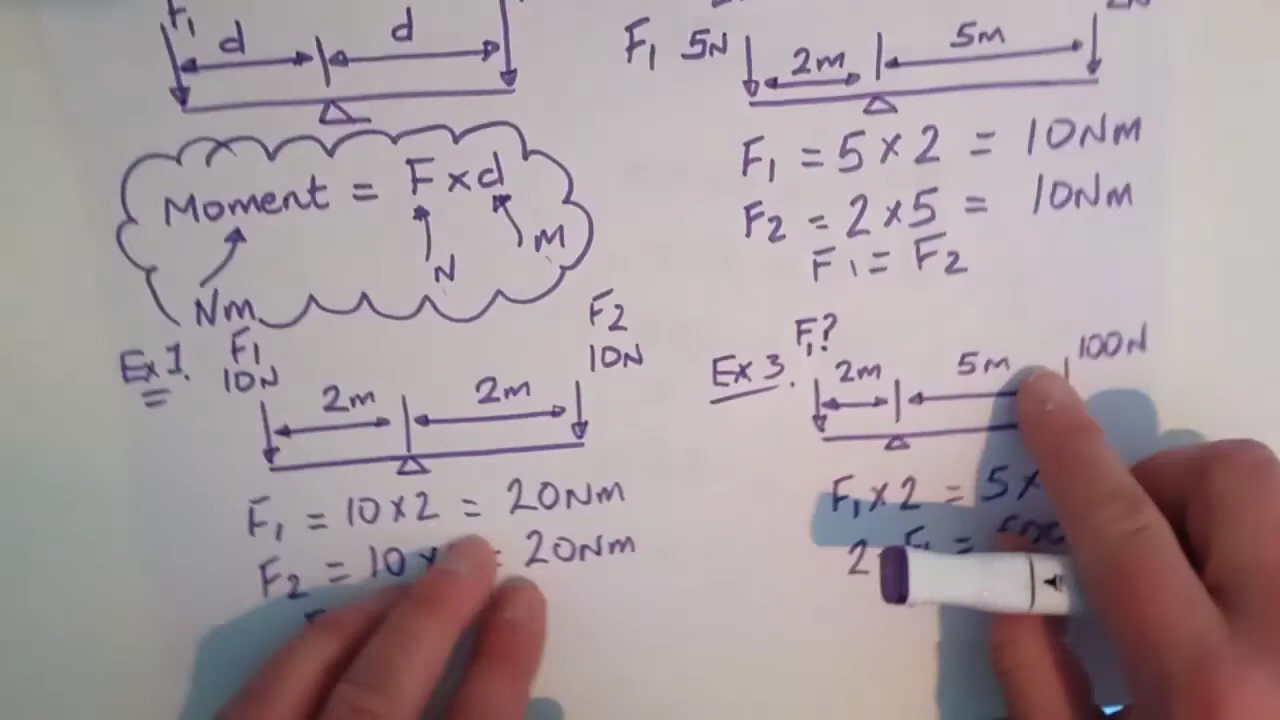 F₁
d d
Moment = F x d
N
M
Nm
Ex 1.
F₁
10N
F₂
10N
2m 2m
F₁ = 10 x 2 = 20Nm
F₂ = 10 x = 20Nm
F₁ 5N
2m 5m
F₁ = 5 x 2 = 10Nm
F₂ = 2 x 5 = 10Nm
F₁ = F₂
Ex 3.
F₁?
2m 5m 100N
F₁ x 2 = 5 x
2 F₁ =